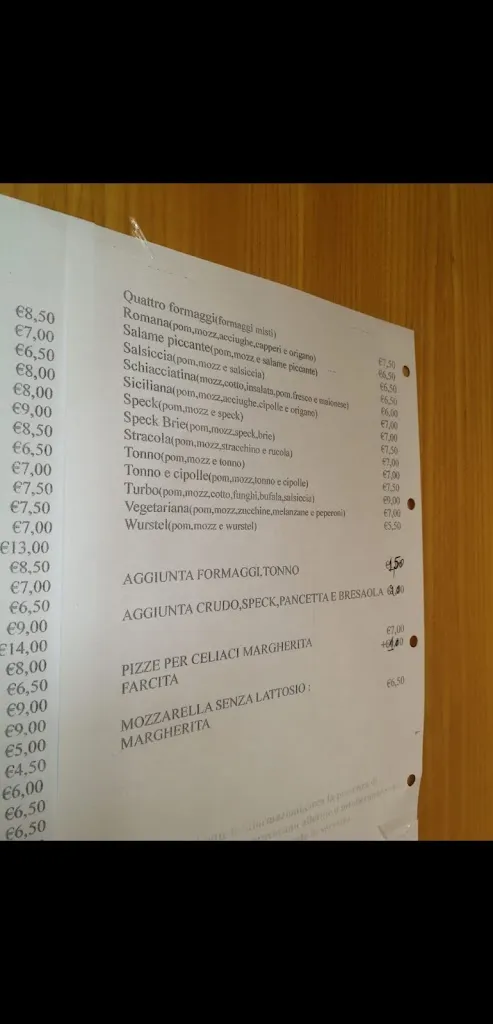 €8,50
€7,00
€6,50
€8,00
€8,00
€9,00
€8,50
€6,50
€7,00
€7,50
€7,50
€7,00
€13,00
€8,50
€7,00
€6,50
€9,00
€14,00
€8,00
€6,50
€9,00
€9,00
€5,00
€4,50
€6,00
€6,50
€6,50
Quattro formaggi(formaggi misti) €7,50
Romana(pom,mozz,acciughe,capperi e origano) €6,50
Salame piccante(pom,mozz e salame piccante) €6,50
Salsiccia(pom,mozz e salsiccia) €6,50
Schiacciatina(mozz,cotto,insalata,pom.fresco e maionese) €6,00
Siciliana(pom,mozz,acciughe,cipolle e origano) €7,00
Speck(pom,mozz e speck) €7,00
Speck Brie(pom,mozz,speck,brie) €7,50
Stracola(pom,mozz,stracchino e rucola) €7,00
Tonno(pom,mozz e tonno) €7,00
Tonno e cipolle(pom,mozz,tonno e cipolle) €7,50
Turbo(pom,mozz,cotto,funghi,bufala,salsiccia) €9,00
Vegetariana(pom,mozz,zucchine,melanzane e peperoni) €7,00
Wurstel(pom,mozz e wurstel) €5,50
AGGIUNTA FORMAGGI,TONNO
AGGIUNTA CRUDO,SPECK,PANCETTA E BRESAOLA
PIZZE PER CELIACI MARGHERITA €7,00
FARCITA
MOZZARELLA SENZA LATTOSIO : €6,50
MARGHERITA